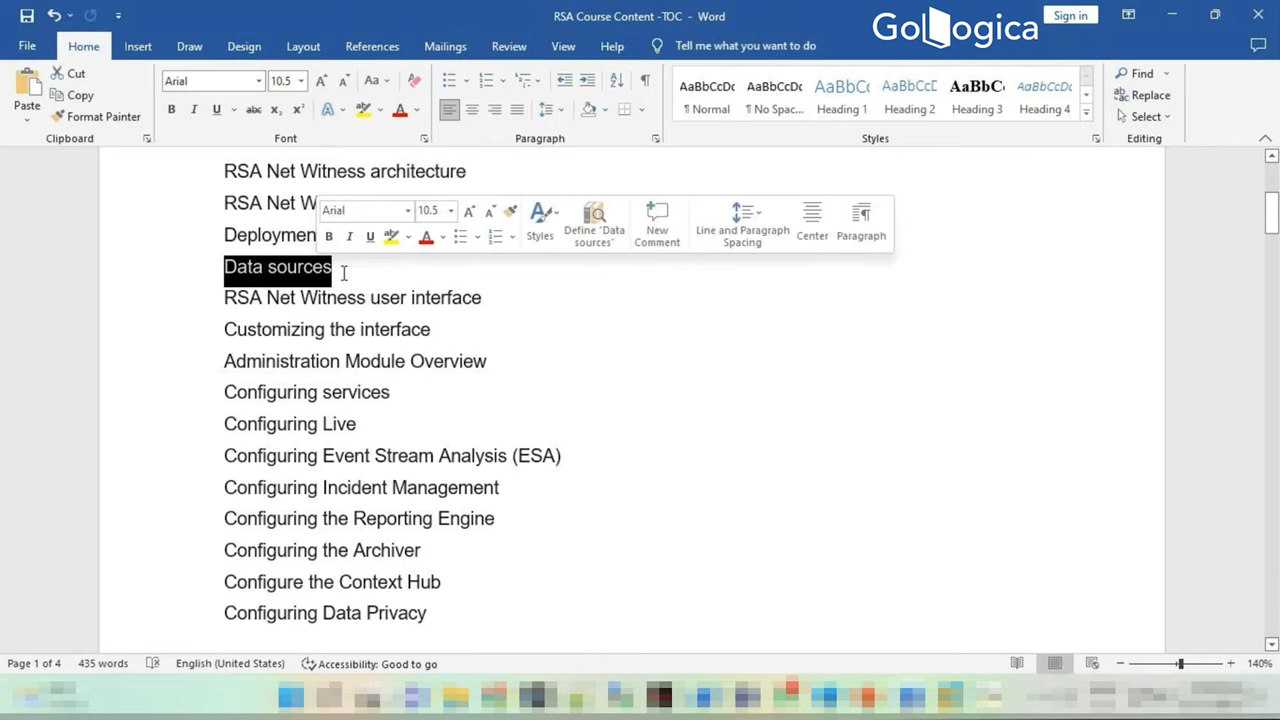 RSA Course Content -TOC - Word
Sign in
GoLogica
File Home Insert Draw Design Layout References Mailings Review View Help Tell me what you want to do
Paste
Cut
Copy
Format Painter
Clipboard
Arial 10.5
Font
Paragraph
AaBbCcDc AaBbCcDc AaBbCcD AaBbCcD AaBbC AaBbCcDc
¶ Normal ¶ No Spac... Heading 1 Heading 2 Heading 3 Heading 4
Styles
Find
Replace
Select
Editing
RSA Net Witness architecture
RSA Net W
Deploymen
Arial 10.5
Styles
Define "Data sources"
New Comment
Line and Paragraph Spacing
Center
Paragraph
Data sources
RSA Net Witness user interface
Customizing the interface
Administration Module Overview
Configuring services
Configuring Live
Configuring Event Stream Analysis (ESA)
Configuring Incident Management
Configuring the Reporting Engine
Configuring the Archiver
Configure the Context Hub
Configuring Data Privacy
Page 1 of 4 435 words English (United States) Accessibility: Good to go 140%